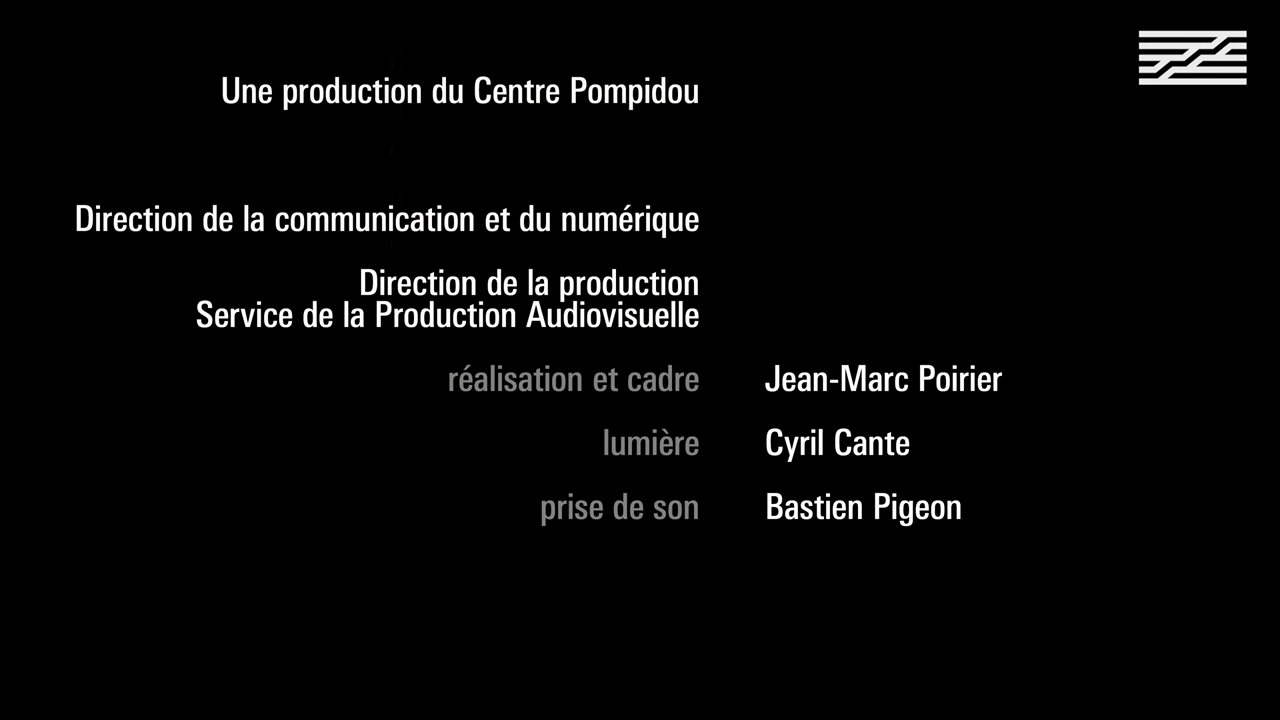 Une production du Centre Pompidou
Direction de la communication et du numérique
Direction de la production
Service de la Production Audiovisuelle
réalisation et cadre Jean-Marc Poirier
lumière Cyril Cante
prise de son Bastien Pigeon